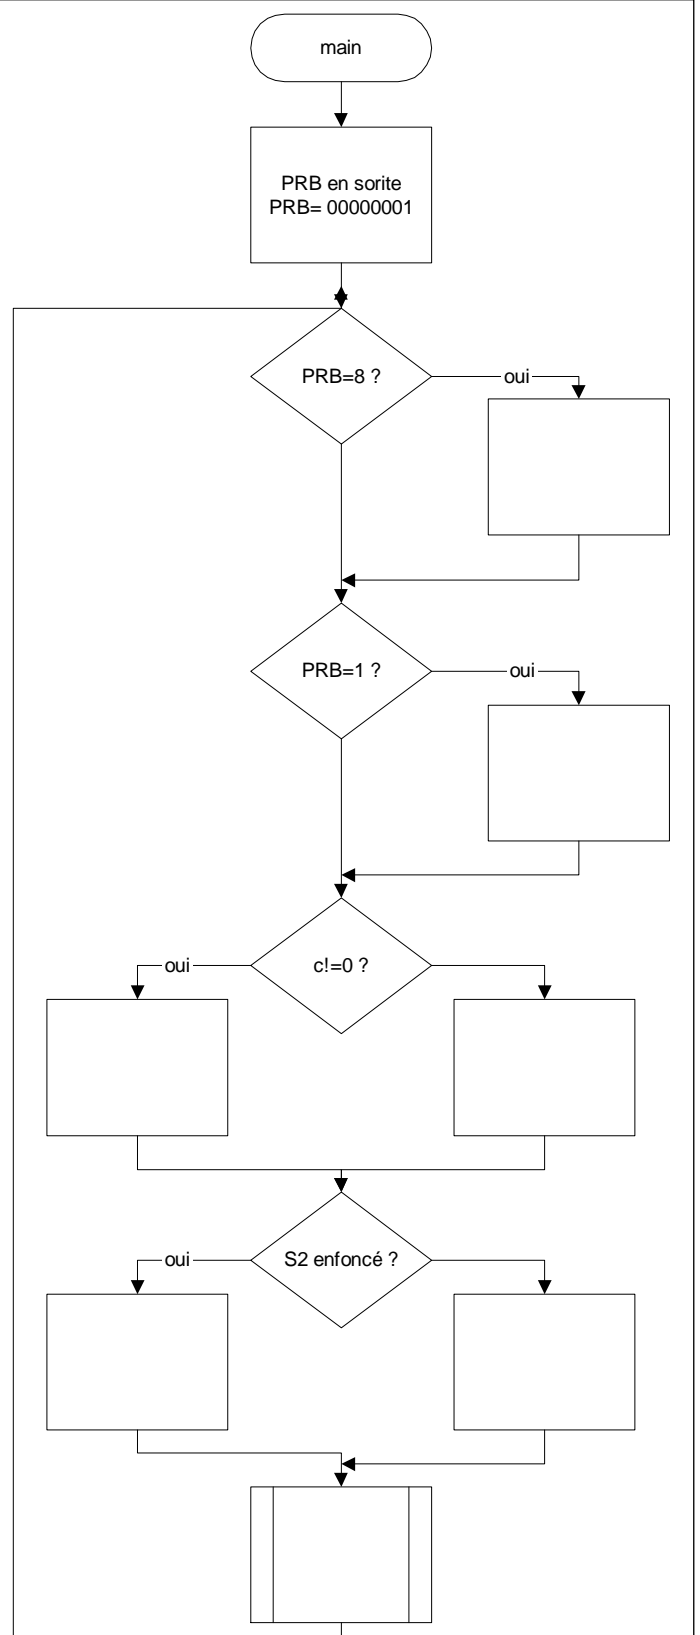 main
PRB en sorite
PRB= 00000001
PRB=8 ?
oui
PRB=1 ?
oui
c!=0 ?
oui
S2 enfoncé ?
oui